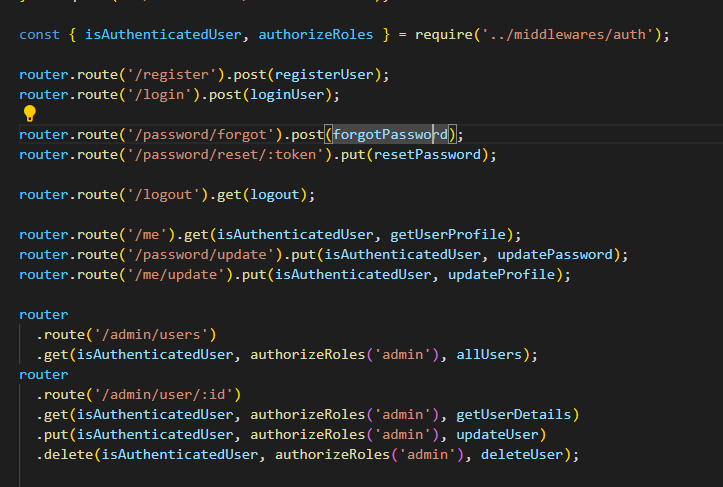 const { isAuthenticatedUser, authorizeRoles } = require('../middlewares/auth');
router.route('/register').post(registerUser);
router.route('/login').post(loginUser);
router.route('/password/forgot').post(forgotPassword);
router.route('/password/reset/:token').put(resetPassword);
router.route('/logout').get(logout);
router.route('/me').get(isAuthenticatedUser, getUserProfile);
router.route('/password/update').put(isAuthenticatedUser, updatePassword);
router.route('/me/update').put(isAuthenticatedUser, updateProfile);
router
.route('/admin/users')
.get(isAuthenticatedUser, authorizeRoles('admin'), allUsers);
router
.route('/admin/user/:id')
.get(isAuthenticatedUser, authorizeRoles('admin'), getUserDetails)
.put(isAuthenticatedUser, authorizeRoles('admin'), updateUser)
.delete(isAuthenticatedUser, authorizeRoles('admin'), deleteUser);